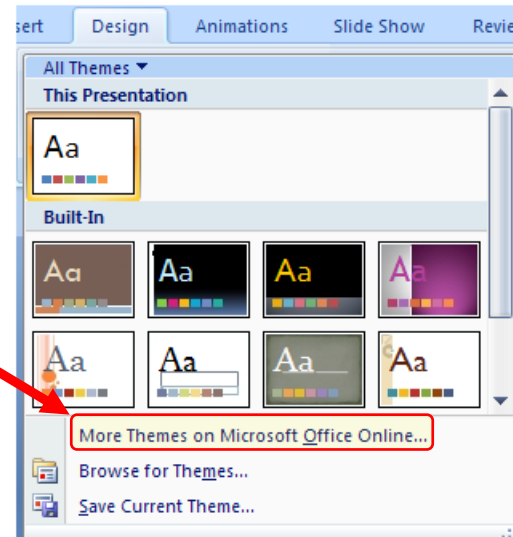 sert Design Animations Slide Show Revie
All Themes
This Presentation
Aa
Built-In
Aa Aa Aa Aa
Aa Aa Aa Aa
More Themes on Microsoft Office Online...
Browse for Themes...
Save Current Theme...